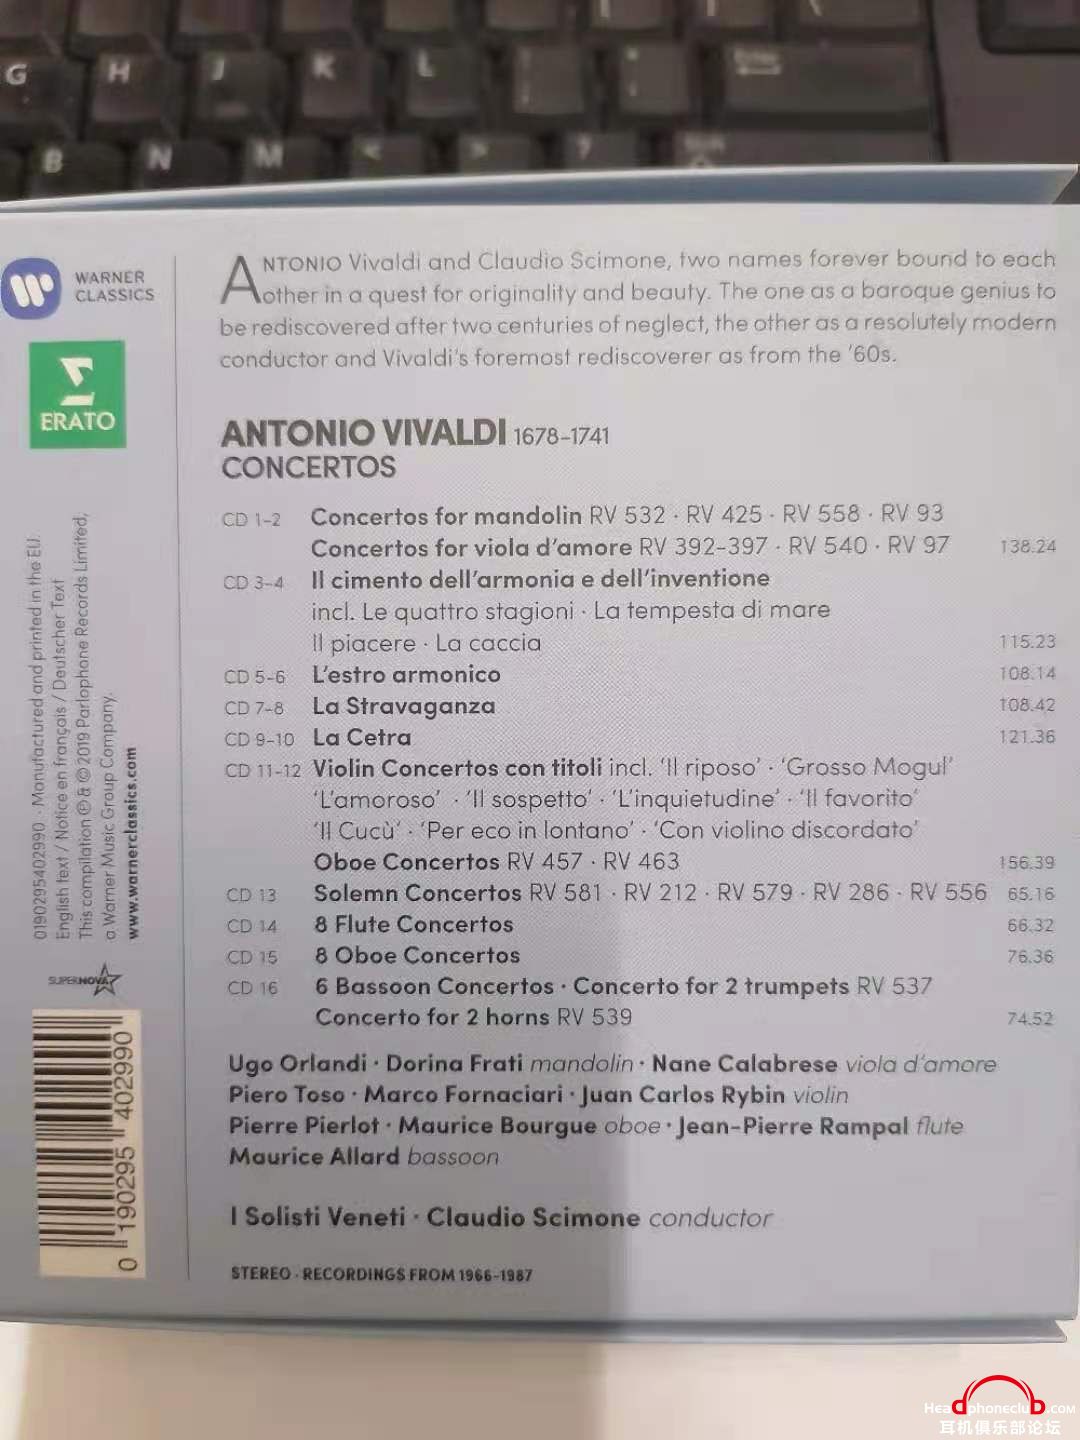 G H J K L
B N M < > ?
WARNER
CLASSICS
ERATO
ANTONIO Vivaldi and Claudio Scimone, two names forever bound to each
other in a quest for originality and beauty. The one as a baroque genius to
be rediscovered after two centuries of neglect, the other as a resolutely modern
conductor and Vivaldi's foremost rediscoverer as from the '60s.
ANTONIO VIVALDI 1678–1741
CONCERTOS
CD 1–2 Concertos for mandolin RV 532 · RV 425 · RV 558 · RV 93
Concertos for viola d'amore RV 392–397 · RV 540 · RV 97 138.24
CD 3–4 Il cimento dell'armonia e dell'inventione
incl. Le quattro stagioni · La tempesta di mare
Il piacere · La caccia 115.23
CD 5–6 L'estro armonico 108.14
CD 7–8 La Stravaganza 108.42
CD 9–10 La Cetra 121.36
CD 11–12 Violin Concertos con titoli incl. 'Il riposo' · 'Grosso Mogul'
'L'amoroso' · 'Il sospetto' · 'L'inquietudine' · 'Il favorito'
'Il Cucù' · 'Per eco in lontano' · 'Con violino discordato'
Oboe Concertos RV 457 · RV 463 156.39
CD 13 Solemn Concertos RV 581 · RV 212 · RV 579 · RV 286 · RV 556 65.16
CD 14 8 Flute Concertos 66.32
CD 15 8 Oboe Concertos 76.36
CD 16 6 Bassoon Concertos · Concerto for 2 trumpets RV 537
Concerto for 2 horns RV 539 74.52
Ugo Orlandi · Dorina Frati mandolin · Nane Calabrese viola d'amore
Piero Toso · Marco Fornaciari · Juan Carlos Rybin violin
Pierre Pierlot · Maurice Bourgue oboe · Jean-Pierre Rampal flute
Maurice Allard bassoon
I Solisti Veneti · Claudio Scimone conductor
STEREO · RECORDINGS FROM 1966–1987
0190295402990 · Manufactured and printed in the EU.
English text / Notice en français / Deutscher Text
This compilation ℗ & © 2019 Parlophone Records Limited,
a Warner Music Group Company.
www.warnerclassics.com
SUPERNOVA
0 190295 402990
HeadphoneclUb.COM
耳机俱乐部论坛